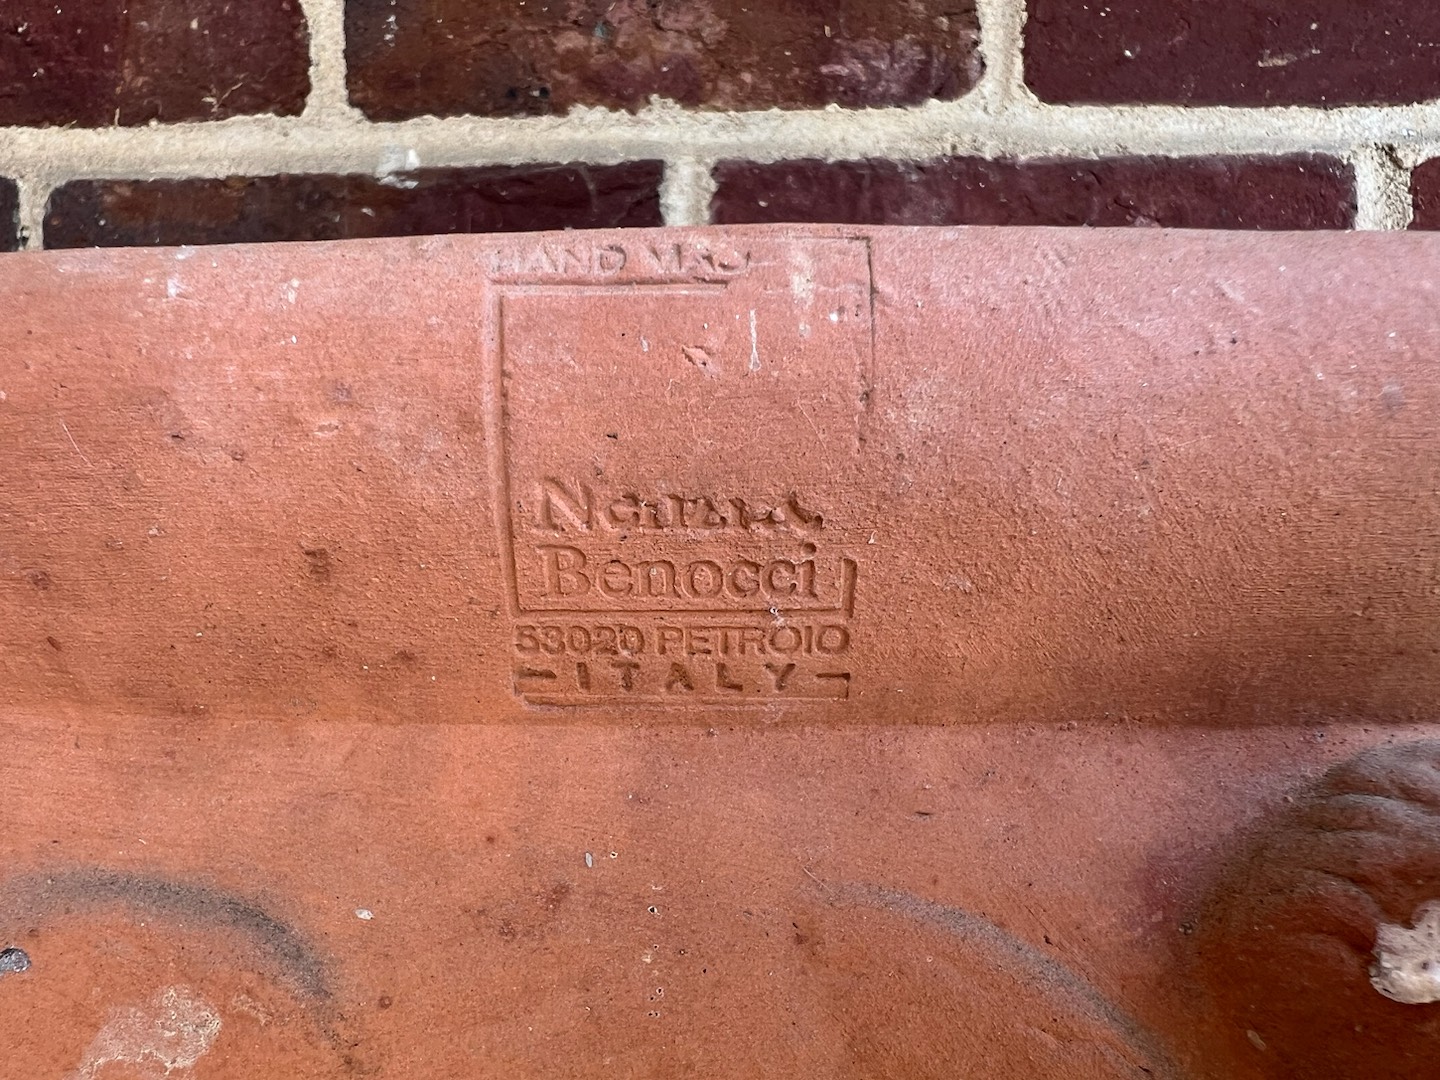 HAND
Benocci
53020 PETROIO
- ITALY -